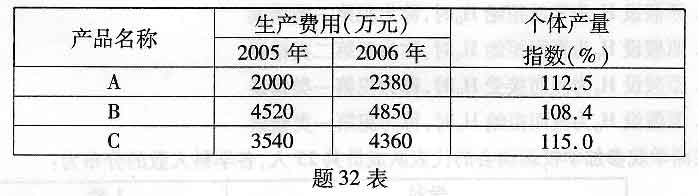 产品名称 生产费用(万元) 个体产量指数(%)
2005年 2006年
A 2000 2380 112.5
B 4520 4850 108.4
C 3540 4360 115.0
题32表